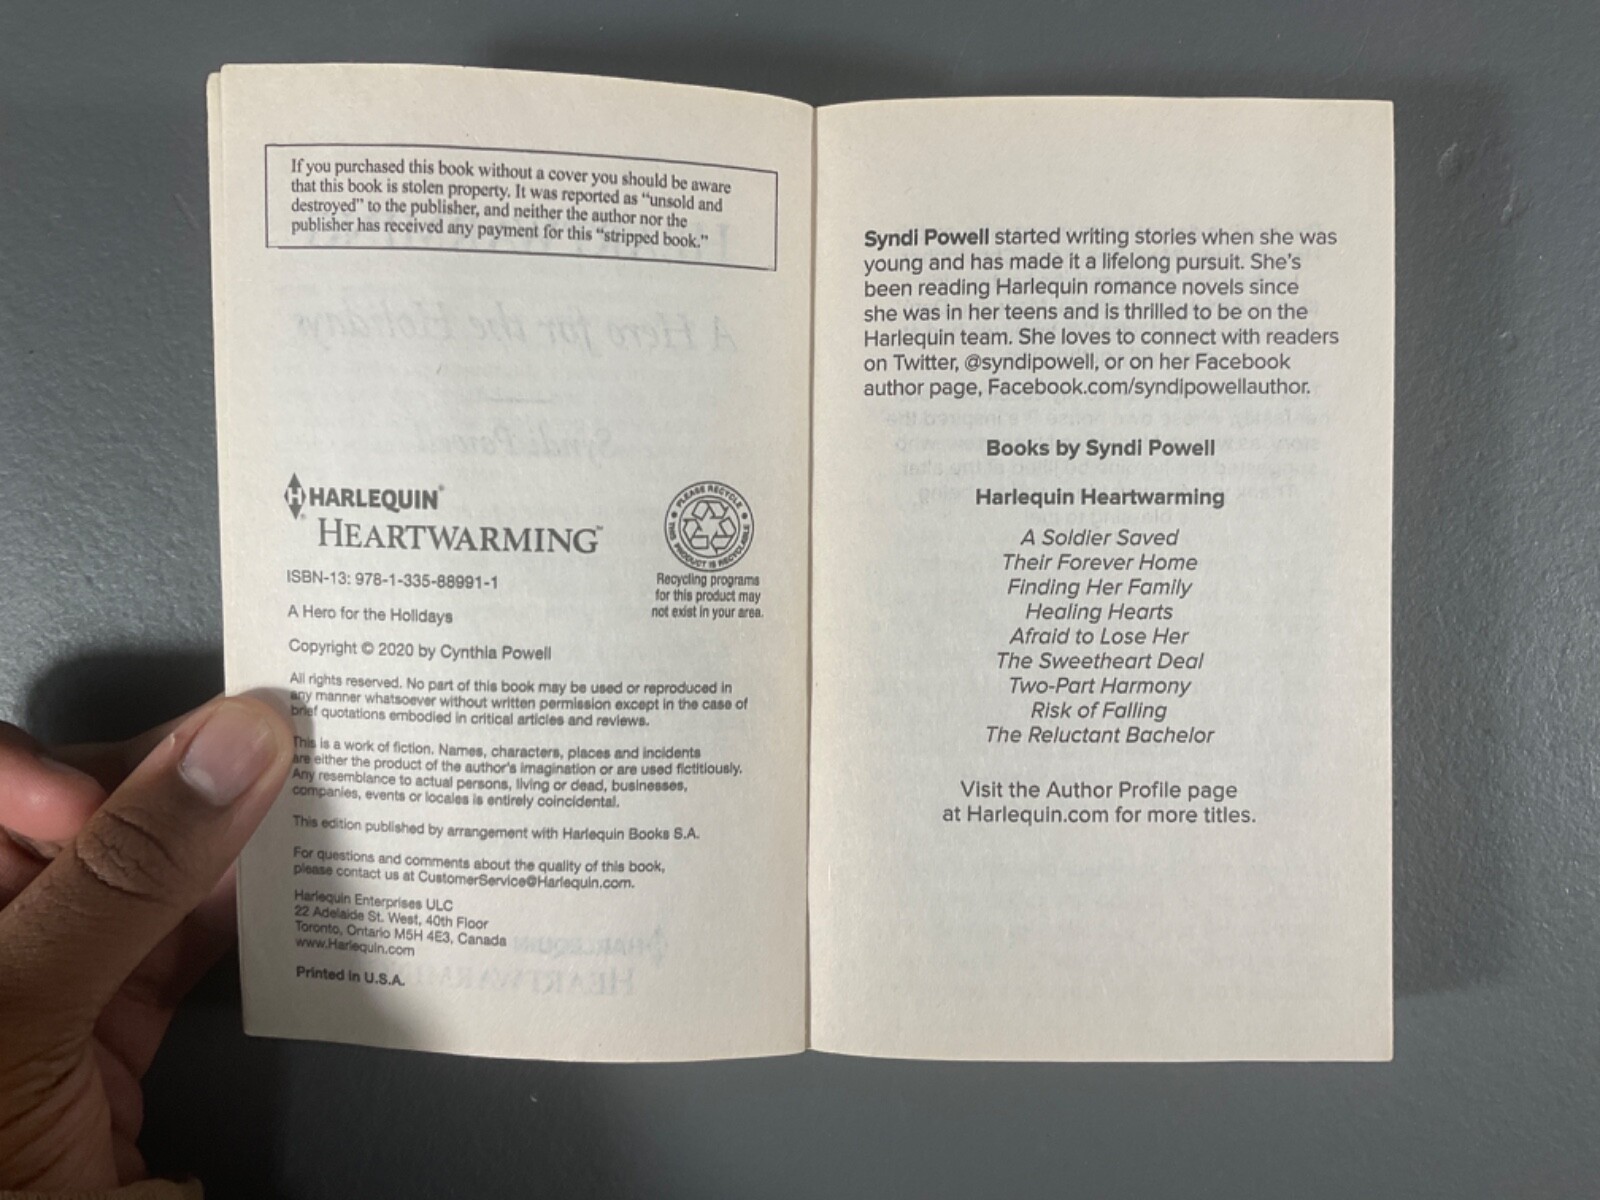 If you purchased this book without a cover you should be aware
that this book is stolen property. It was reported as “unsold and
destroyed” to the publisher, and neither the author nor the
publisher has received any payment for this “stripped book.”
A Hero for the Holidays
Syndi Powell
HARLEQUIN®
HEARTWARMING™
PLEASE RECYCLE
THIS PRODUCT IS RECYCLABLE
Recycling programs
for this product may
not exist in your area.
ISBN-13: 978-1-335-88991-1
A Hero for the Holidays
Copyright © 2020 by Cynthia Powell
All rights reserved. No part of this book may be used or reproduced in
any manner whatsoever without written permission except in the case of
brief quotations embodied in critical articles and reviews.
This is a work of fiction. Names, characters, places and incidents
are either the product of the author's imagination or are used fictitiously.
Any resemblance to actual persons, living or dead, businesses,
companies, events or locales is entirely coincidental.
This edition published by arrangement with Harlequin Books S.A.
For questions and comments about the quality of this book,
please contact us at CustomerService@Harlequin.com.
Harlequin Enterprises ULC
22 Adelaide St. West, 40th Floor
Toronto, Ontario M5H 4E3, Canada
www.Harlequin.com
HARLEQUIN
HEARTWARMING
Printed in U.S.A.
Syndi Powell started writing stories when she was
young and has made it a lifelong pursuit. She’s
been reading Harlequin romance novels since
she was in her teens and is thrilled to be on the
Harlequin team. She loves to connect with readers
on Twitter, @syndipowell, or on her Facebook
author page, Facebook.com/syndipowellauthor.
Books by Syndi Powell
Harlequin Heartwarming
A Soldier Saved
Their Forever Home
Finding Her Family
Healing Hearts
Afraid to Lose Her
The Sweetheart Deal
Two-Part Harmony
Risk of Falling
The Reluctant Bachelor
Visit the Author Profile page
at Harlequin.com for more titles.